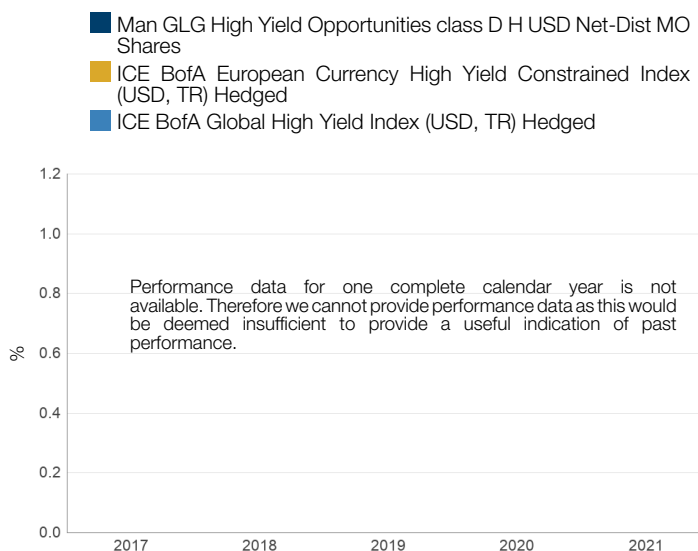 Man GLG High Yield Opportunities class D H USD Net-Dist MO
Shares
ICE BofA European Currency High Yield Constrained Index
(USD, TR) Hedged
ICE BofA Global High Yield Index (USD, TR) Hedged
1.2
1.0
0.8
0.6
0.4
0.2
0.0
%
Performance data for one complete calendar year is not
available. Therefore we cannot provide performance data as this would
be deemed insufficient to provide a useful indication of past
performance.
2017 2018 2019 2020 2021